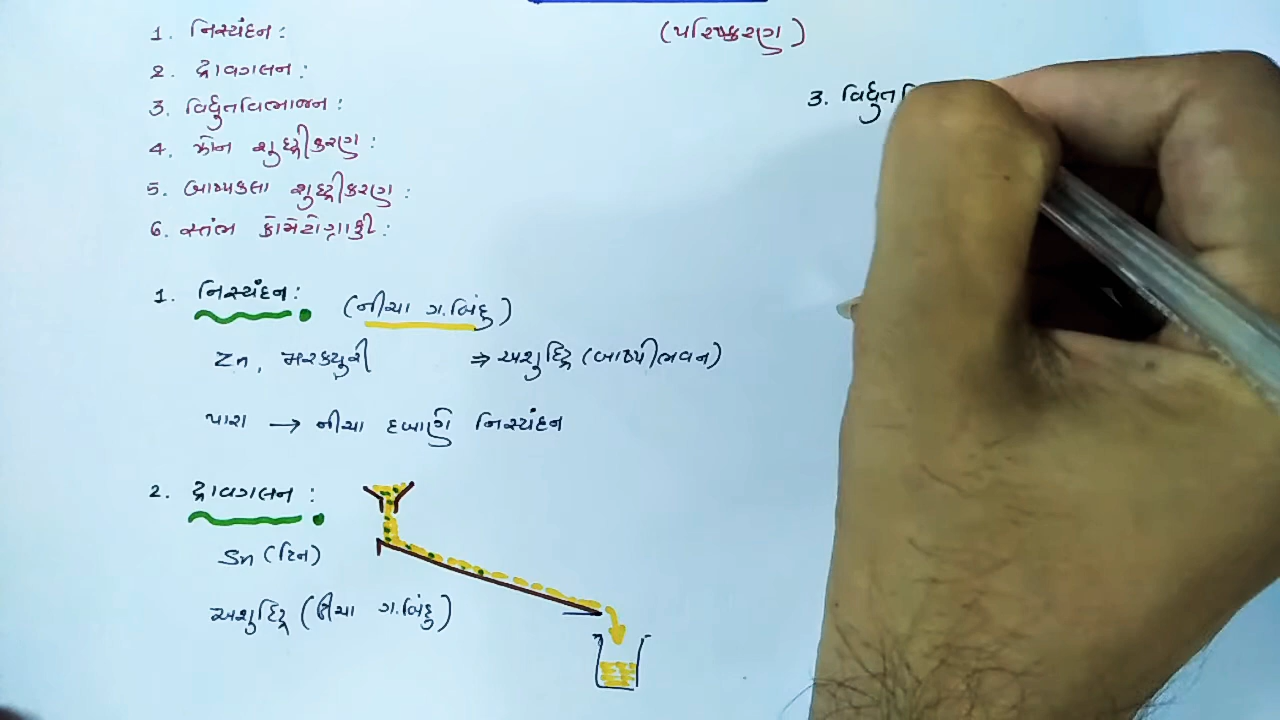 1. નિસ્યંદન :
(પરિષ્કરણ)
2. દ્રાવગલન :
3. વિદ્યુતવિભાજન :
4. ઝોન શુદ્ધીકરણ :
5. બાષ્પકલા શુદ્ધીકરણ :
6. સ્તંભ ક્રોમેટોગ્રાફી :
1. નિસ્યંદન : (નીચા ગ.બિંદુ)
Zn, મરક્યુરી ⇒ અશુદ્ધિ (બાષ્પીભવન)
પારા → નીચા દબાણે નિસ્યંદન
2. દ્રાવગલન :
Sn (ટિન)
અશુદ્ધિ (ઊંચા ગ.બિંદુ)
3. વિદ્યુત